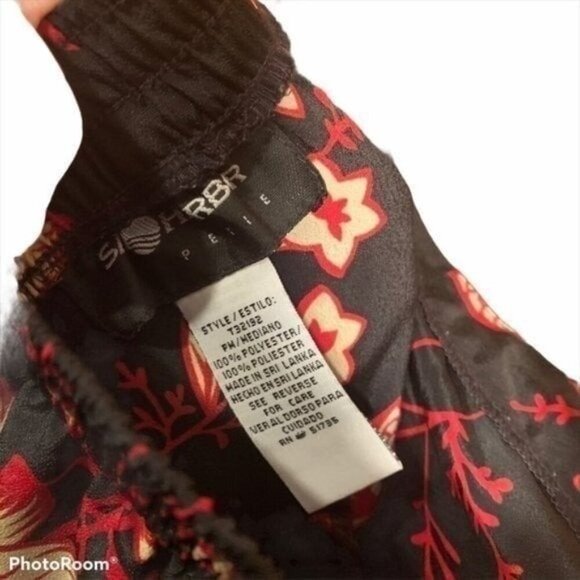 S/HRBR
PETITE
STYLE/ESTILO:
T32192
PM/MEDIANO
100% POLYESTER/
100% POLIESTER
MADE IN SRI LANKA
HECHO EN SRI LANKA
SEE REVERSE
FOR CARE
VER AL DORSO PARA
CUIDADO
RN # 51795
PhotoRoom